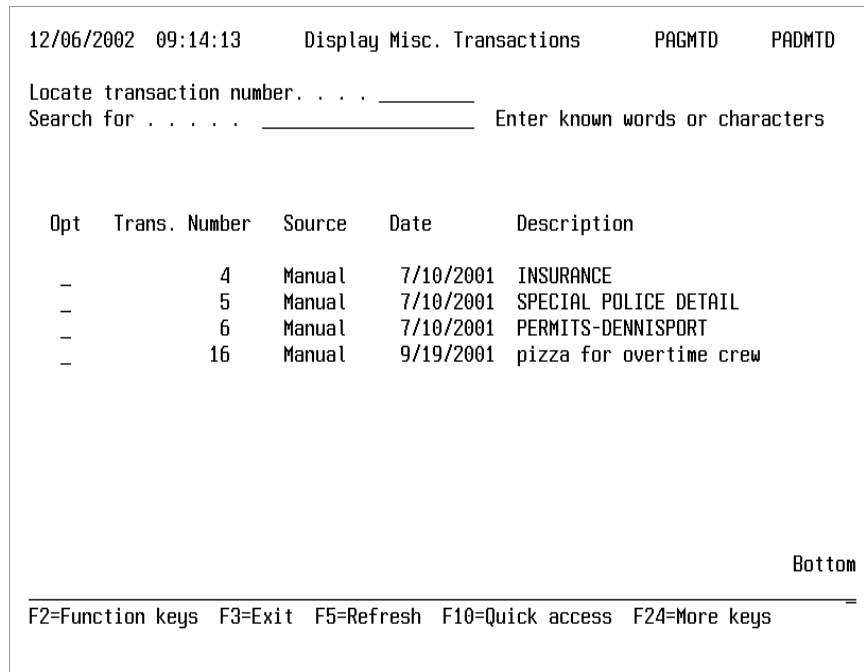 12/06/2002 09:14:13 Display Misc. Transactions PAGMTD PADMTD
Locate transaction number. . . . _________
Search for . . . . . ____________________ Enter known words or characters
Opt Trans. Number Source Date Description
_ 4 Manual 7/10/2001 INSURANCE
_ 5 Manual 7/10/2001 SPECIAL POLICE DETAIL
_ 6 Manual 7/10/2001 PERMITS-DENNISPORT
_ 16 Manual 9/19/2001 pizza for overtime crew
Bottom
F2=Function keys F3=Exit F5=Refresh F10=Quick access F24=More keys